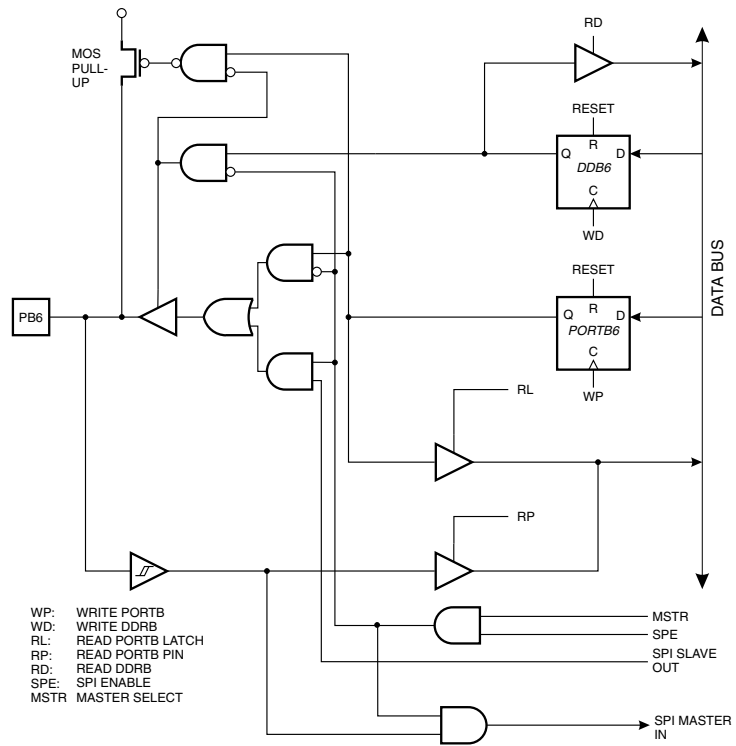 RD
MOS
PULL-
UP
RESET
R
Q
D
DDB6
C
WD
DATA BUS
RESET
R
Q
D
PB6
PORTB6
C
WP
RL
RP
WP: WRITE PORTB
WD: WRITE DDRB
RL: READ PORTB LATCH
RP: READ PORTB PIN
RD: READ DDRB
SPE: SPI ENABLE
MSTR MASTER SELECT
MSTR
SPE
SPI SLAVE
OUT
SPI MASTER
IN